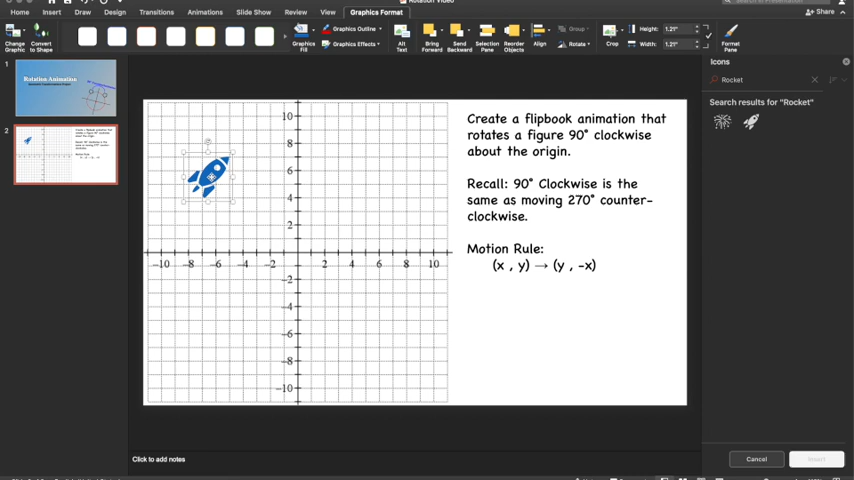 Rotation Video
Home Insert Draw Design Transitions Animations Slide Show Review View Graphics Format
Share
Change Graphic
Convert to Shape
Graphics Fill
Graphics Outline
Graphics Effects
Alt Text
Bring Forward
Send Backward
Selection Pane
Reorder Objects
Align
Group
Rotate
Crop
Height: 1.21"
Width: 1.21"
Format Pane
1
Rotation Animation
2
10
8
6
4
2
-10 -8 -6 -4 -2 2 4 6 8 10
-2
-4
-6
-8
-10
Create a flipbook animation that
rotates a figure 90° clockwise
about the origin.
Recall: 90° Clockwise is the
same as moving 270° counter-
clockwise.
Motion Rule:
(x , y) → (y , -x)
Icons
Rocket
Search results for "Rocket"
Cancel Insert
Click to add notes